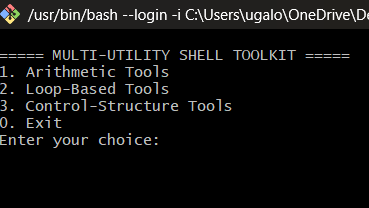 /usr/bin/bash --login -i C:\Users\ugalo\OneDrive\De
===== MULTI-UTILITY SHELL TOOLKIT =====
1. Arithmetic Tools
2. Loop-Based Tools
3. Control-Structure Tools
0. Exit
Enter your choice: